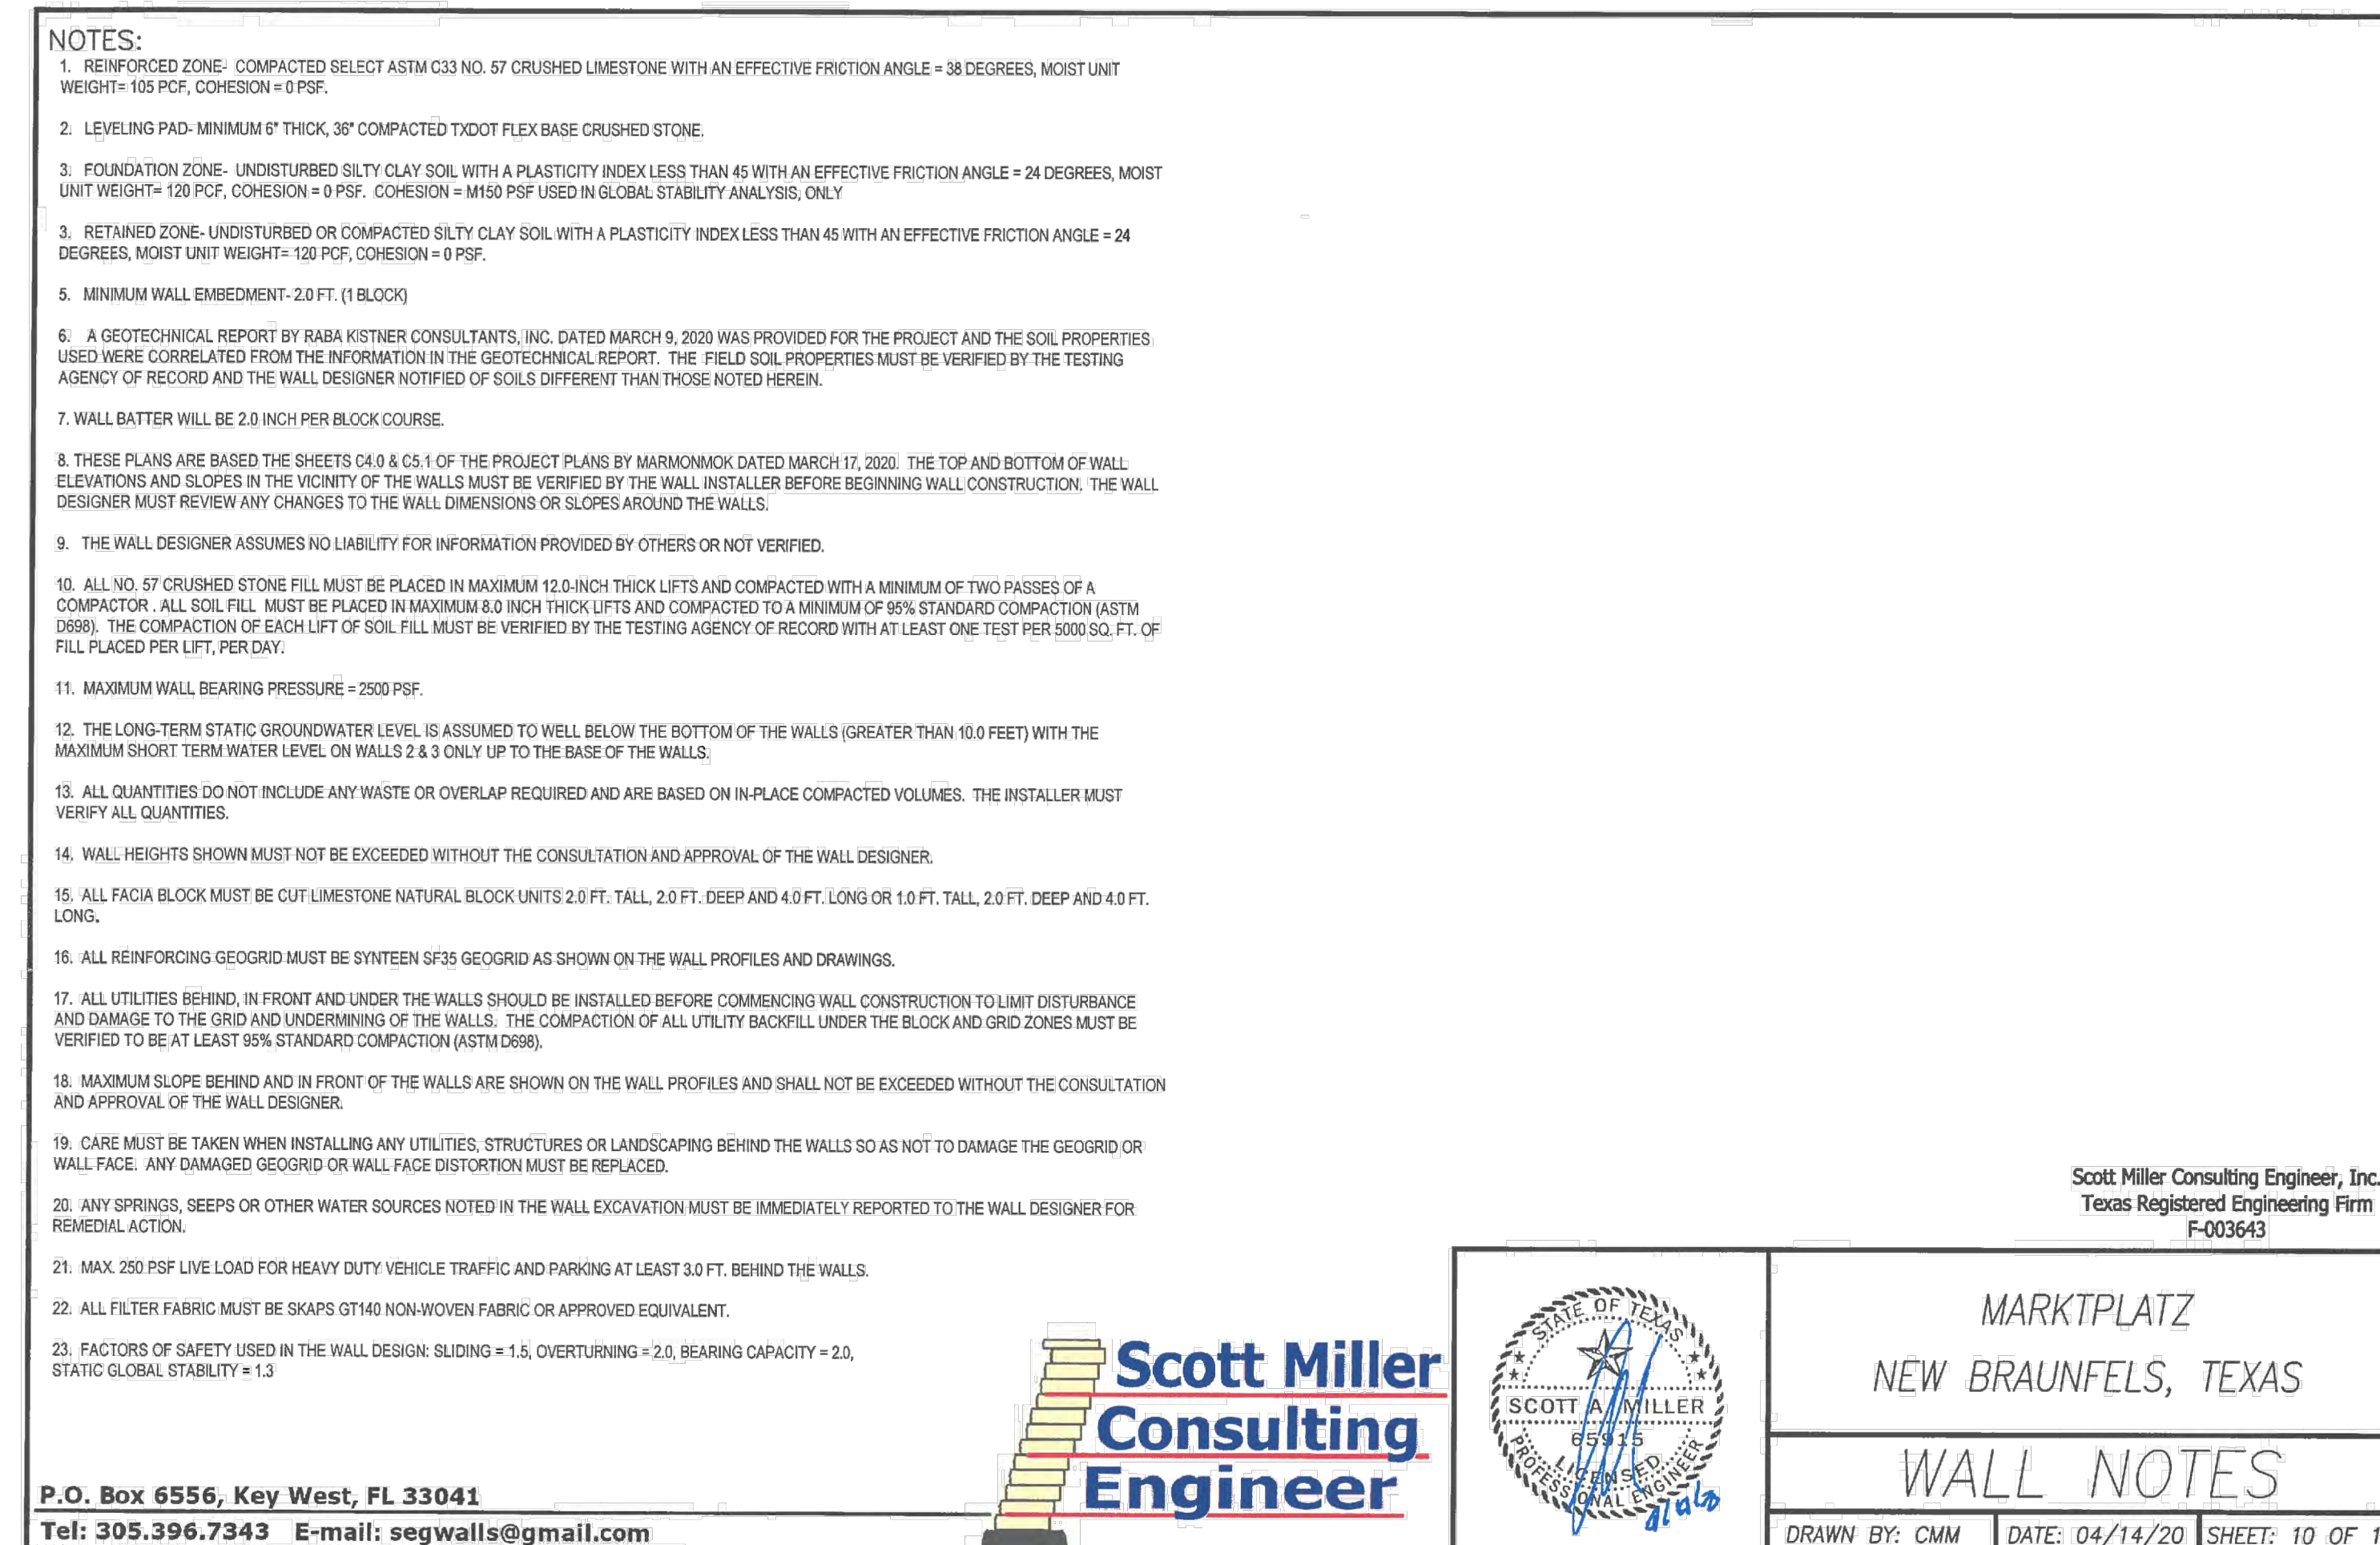 NOTES:
1. REINFORCED ZONE- COMPACTED SELECT ASTM C33 NO. 57 CRUSHED LIMESTONE WITH AN EFFECTIVE FRICTION ANGLE = 38 DEGREES, MOIST UNIT
WEIGHT= 105 PCF, COHESION = 0 PSF.
2. LEVELING PAD- MINIMUM 6" THICK, 36" COMPACTED TXDOT FLEX BASE CRUSHED STONE.
3. FOUNDATION ZONE- UNDISTURBED SILTY CLAY SOIL WITH A PLASTICITY INDEX LESS THAN 45 WITH AN EFFECTIVE FRICTION ANGLE = 24 DEGREES, MOIST
UNIT WEIGHT= 120 PCF, COHESION = 0 PSF. COHESION = M150 PSF USED IN GLOBAL STABILITY ANALYSIS, ONLY
3. RETAINED ZONE- UNDISTURBED OR COMPACTED SILTY CLAY SOIL WITH A PLASTICITY INDEX LESS THAN 45 WITH AN EFFECTIVE FRICTION ANGLE = 24
DEGREES, MOIST UNIT WEIGHT= 120 PCF, COHESION = 0 PSF.
5. MINIMUM WALL EMBEDMENT- 2.0 FT. (1 BLOCK)
6. A GEOTECHNICAL REPORT BY RABA KISTNER CONSULTANTS, INC. DATED MARCH 9, 2020 WAS PROVIDED FOR THE PROJECT AND THE SOIL PROPERTIES
USED WERE CORRELATED FROM THE INFORMATION IN THE GEOTECHNICAL REPORT. THE FIELD SOIL PROPERTIES MUST BE VERIFIED BY THE TESTING
AGENCY OF RECORD AND THE WALL DESIGNER NOTIFIED OF SOILS DIFFERENT THAN THOSE NOTED HEREIN.
7. WALL BATTER WILL BE 2.0 INCH PER BLOCK COURSE.
8. THESE PLANS ARE BASED THE SHEETS C4.0 & C5.1 OF THE PROJECT PLANS BY MARMONMOK DATED MARCH 17, 2020. THE TOP AND BOTTOM OF WALL
ELEVATIONS AND SLOPES IN THE VICINITY OF THE WALLS MUST BE VERIFIED BY THE WALL INSTALLER BEFORE BEGINNING WALL CONSTRUCTION. THE WALL
DESIGNER MUST REVIEW ANY CHANGES TO THE WALL DIMENSIONS OR SLOPES AROUND THE WALLS.
9. THE WALL DESIGNER ASSUMES NO LIABILITY FOR INFORMATION PROVIDED BY OTHERS OR NOT VERIFIED.
10. ALL NO. 57 CRUSHED STONE FILL MUST BE PLACED IN MAXIMUM 12.0-INCH THICK LIFTS AND COMPACTED WITH A MINIMUM OF TWO PASSES OF A
COMPACTOR . ALL SOIL FILL MUST BE PLACED IN MAXIMUM 8.0 INCH THICK LIFTS AND COMPACTED TO A MINIMUM OF 95% STANDARD COMPACTION (ASTM
D698). THE COMPACTION OF EACH LIFT OF SOIL FILL MUST BE VERIFIED BY THE TESTING AGENCY OF RECORD WITH AT LEAST ONE TEST PER 5000 SQ. FT. OF
FILL PLACED PER LIFT, PER DAY.
11. MAXIMUM WALL BEARING PRESSURE = 2500 PSF.
12. THE LONG-TERM STATIC GROUNDWATER LEVEL IS ASSUMED TO WELL BELOW THE BOTTOM OF THE WALLS (GREATER THAN 10.0 FEET) WITH THE
MAXIMUM SHORT TERM WATER LEVEL ON WALLS 2 & 3 ONLY UP TO THE BASE OF THE WALLS.
13. ALL QUANTITIES DO NOT INCLUDE ANY WASTE OR OVERLAP REQUIRED AND ARE BASED ON IN-PLACE COMPACTED VOLUMES. THE INSTALLER MUST
VERIFY ALL QUANTITIES.
14. WALL HEIGHTS SHOWN MUST NOT BE EXCEEDED WITHOUT THE CONSULTATION AND APPROVAL OF THE WALL DESIGNER.
15. ALL FACIA BLOCK MUST BE CUT LIMESTONE NATURAL BLOCK UNITS 2.0 FT. TALL, 2.0 FT. DEEP AND 4.0 FT. LONG OR 1.0 FT. TALL, 2.0 FT. DEEP AND 4.0 FT.
LONG.
16. ALL REINFORCING GEOGRID MUST BE SYNTEEN SF35 GEOGRID AS SHOWN ON THE WALL PROFILES AND DRAWINGS.
17. ALL UTILITIES BEHIND, IN FRONT AND UNDER THE WALLS SHOULD BE INSTALLED BEFORE COMMENCING WALL CONSTRUCTION TO LIMIT DISTURBANCE
AND DAMAGE TO THE GRID AND UNDERMINING OF THE WALLS. THE COMPACTION OF ALL UTILITY BACKFILL UNDER THE BLOCK AND GRID ZONES MUST BE
VERIFIED TO BE AT LEAST 95% STANDARD COMPACTION (ASTM D698).
18. MAXIMUM SLOPE BEHIND AND IN FRONT OF THE WALLS ARE SHOWN ON THE WALL PROFILES AND SHALL NOT BE EXCEEDED WITHOUT THE CONSULTATION
AND APPROVAL OF THE WALL DESIGNER.
19. CARE MUST BE TAKEN WHEN INSTALLING ANY UTILITIES, STRUCTURES OR LANDSCAPING BEHIND THE WALLS SO AS NOT TO DAMAGE THE GEOGRID OR
WALL FACE. ANY DAMAGED GEOGRID OR WALL FACE DISTORTION MUST BE REPLACED.
20. ANY SPRINGS, SEEPS OR OTHER WATER SOURCES NOTED IN THE WALL EXCAVATION MUST BE IMMEDIATELY REPORTED TO THE WALL DESIGNER FOR
REMEDIAL ACTION.
21. MAX. 250 PSF LIVE LOAD FOR HEAVY DUTY VEHICLE TRAFFIC AND PARKING AT LEAST 3.0 FT. BEHIND THE WALLS.
22. ALL FILTER FABRIC MUST BE SKAPS GT140 NON-WOVEN FABRIC OR APPROVED EQUIVALENT.
23. FACTORS OF SAFETY USED IN THE WALL DESIGN: SLIDING = 1.5, OVERTURNING = 2.0, BEARING CAPACITY = 2.0,
STATIC GLOBAL STABILITY = 1.3
P.O. Box 6556, Key West, FL 33041
Tel: 305.396.7343 E-mail: segwalls@gmail.com
Scott Miller
Consulting
Engineer
STATE OF TEXAS
SCOTT A. MILLER
65915
LICENSED
PROFESSIONAL ENGINEER
Scott Miller Consulting Engineer, Inc.
Texas Registered Engineering Firm
F-003643
MARKTPLATZ
NEW BRAUNFELS, TEXAS
WALL NOTES
DRAWN BY: CMM DATE: 04/14/20 SHEET: 10 OF